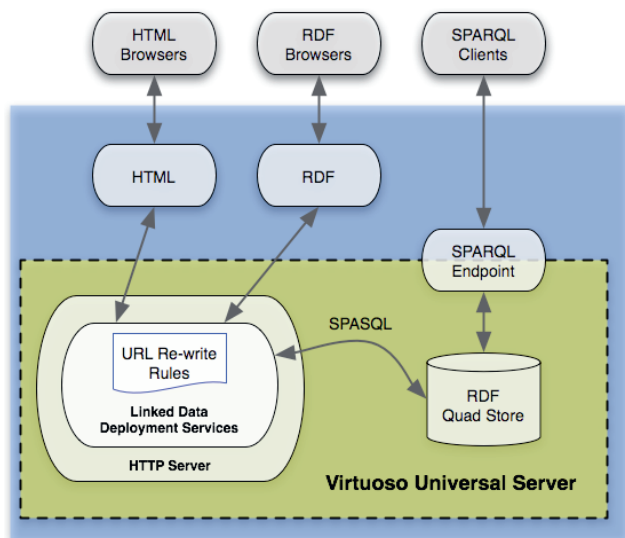 HTML
Browsers
RDF
Browsers
SPARQL
Clients
HTML
RDF
SPARQL
Endpoint
SPASQL
URL Re-write
Rules
Linked Data
Deployment Services
HTTP Server
RDF
Quad Store
Virtuoso Universal Server